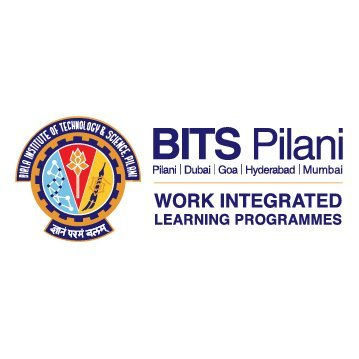 BIRLA INSTITUTE OF TECHNOLOGY & SCIENCE, PILANI
ज्ञानं परमं बलम्
BITS Pilani
Pilani | Dubai | Goa | Hyderabad | Mumbai
WORK INTEGRATED
LEARNING PROGRAMMES